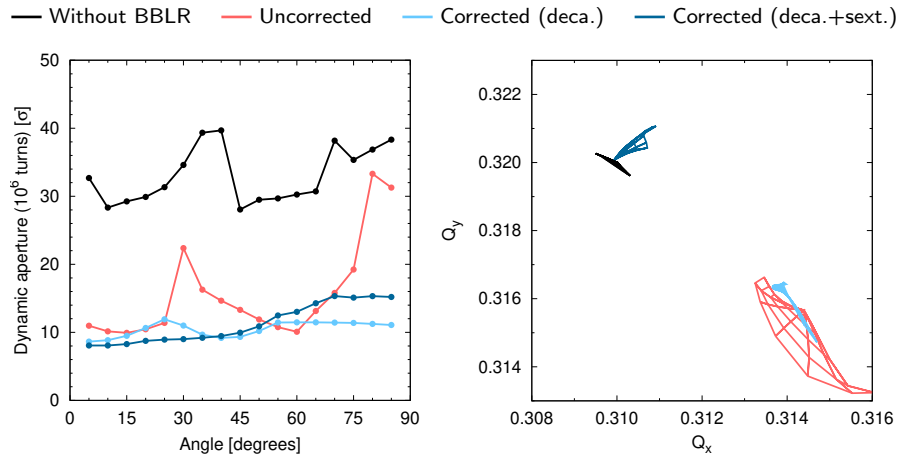 Without BBLR Uncorrected Corrected (deca.) Corrected (deca.+sext.)
Dynamic aperture (10⁶ turns) [σ]
50
40
30
20
10
0
0 15 30 45 60 75 90
Angle [degrees]
Q_y
0.322
0.320
0.318
0.316
0.314
0.308 0.310 0.312 0.314 0.316
Q_x